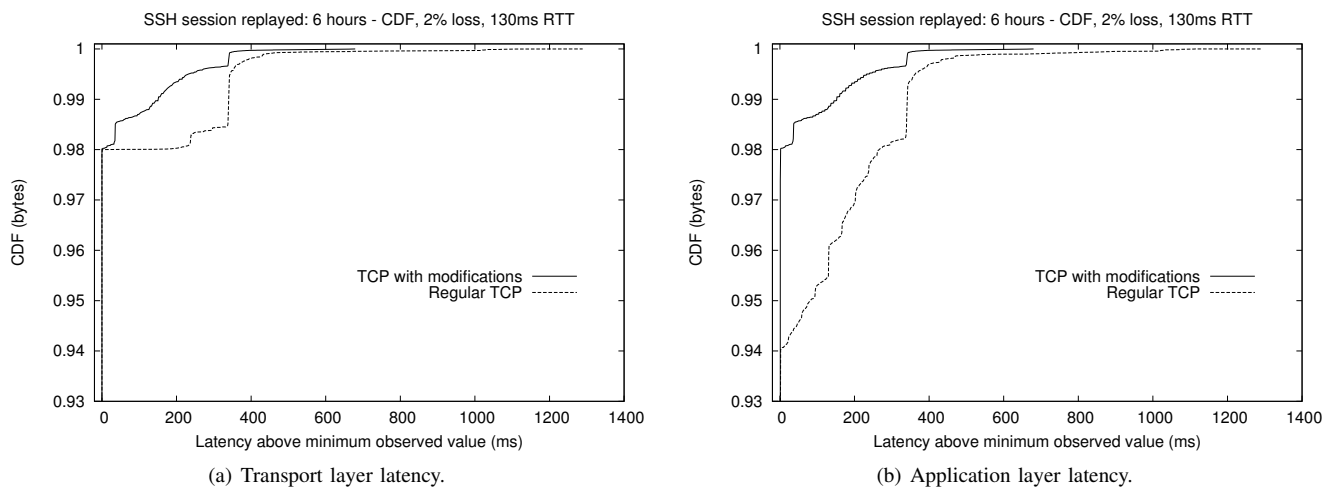 SSH session replayed: 6 hours - CDF, 2% loss, 130ms RTT
1
0.99
0.98
0.97
0.96
0.95
0.94
0.93
CDF (bytes)
TCP with modifications
Regular TCP
0 200 400 600 800 1000 1200 1400
Latency above minimum observed value (ms)
(a) Transport layer latency.
SSH session replayed: 6 hours - CDF, 2% loss, 130ms RTT
1
0.99
0.98
0.97
0.96
0.95
0.94
0.93
CDF (bytes)
TCP with modifications
Regular TCP
0 200 400 600 800 1000 1200 1400
Latency above minimum observed value (ms)
(b) Application layer latency.